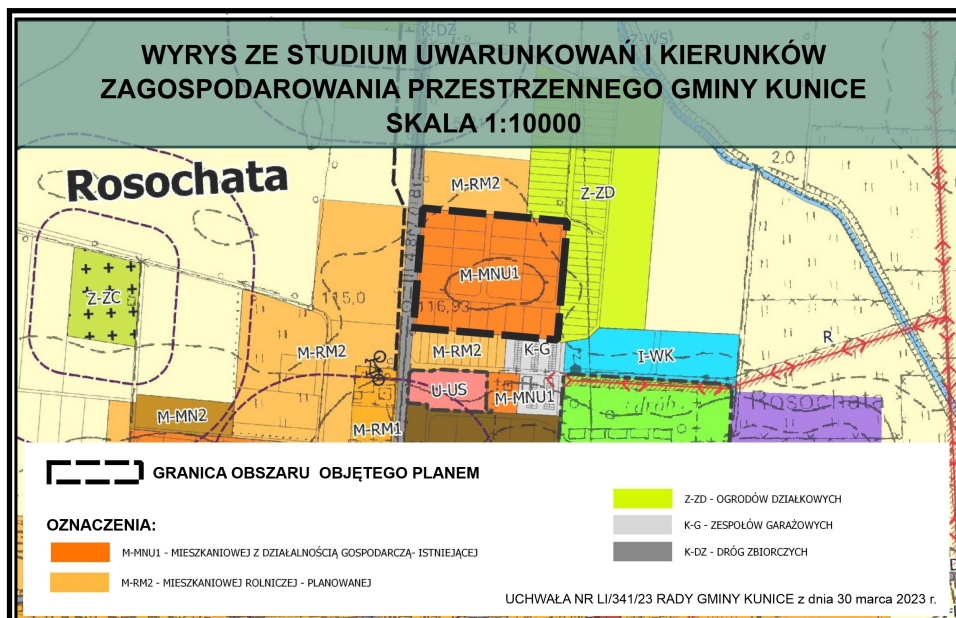 K-DZ
R
Z-WS
WYRYS ZE STUDIUM UWARUNKOWAŃ I KIERUNKÓW
ZAGOSPODAROWANIA PRZESTRZENNEGO GMINY KUNICE
SKALA 1:10000
Rosochata
M-RM2
Z-ZD
2,0
M-MNU1
Z-ZC
115,0
116,93
M-RM2
M-RM2
K-G
I-WK
R
U-US
M-MNU1
Rosochata
M-MN2
M-RM1
GRANICA OBSZARU OBJĘTEGO PLANEM
OZNACZENIA:
M-MNU1 - MIESZKANIOWEJ Z DZIAŁALNOŚCIĄ GOSPODARCZĄ- ISTNIEJĄCEJ
M-RM2 - MIESZKANIOWEJ ROLNICZEJ - PLANOWANEJ
Z-ZD - OGRODÓW DZIAŁKOWYCH
K-G - ZESPOŁÓW GARAŻOWYCH
K-DZ - DRÓG ZBIORCZYCH
UCHWAŁA NR LI/341/23 RADY GMINY KUNICE z dnia 30 marca 2023 r.